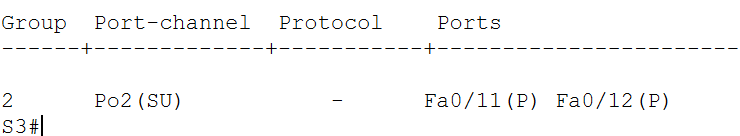 Group  Port-channel  Protocol    Ports
------+-------------+-----------+-----------------------
2      Po2(SU)           -      Fa0/11(P) Fa0/12(P)
S3#